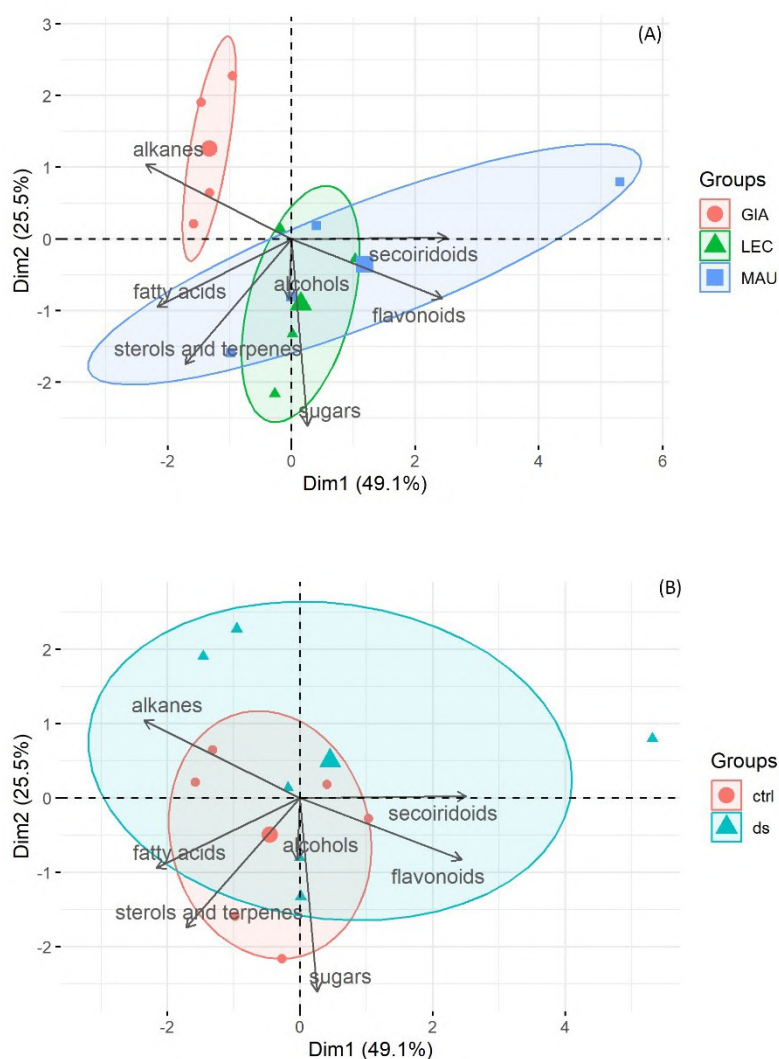 (A)
3
2
1
0
-1
-2
Dim2 (25.5%)
alkanes
secoiridoids
fatty acids
alcohols
flavonoids
sterols and terpenes
sugars
-2 0 2 4 6
Dim1 (49.1%)
Groups
GIA
LEC
MAU
(B)
2
1
0
-1
-2
Dim2 (25.5%)
alkanes
secoiridoids
fatty acids
alcohols
flavonoids
sterols and terpenes
sugars
-2 0 2 4
Dim1 (49.1%)
Groups
ctrl
ds